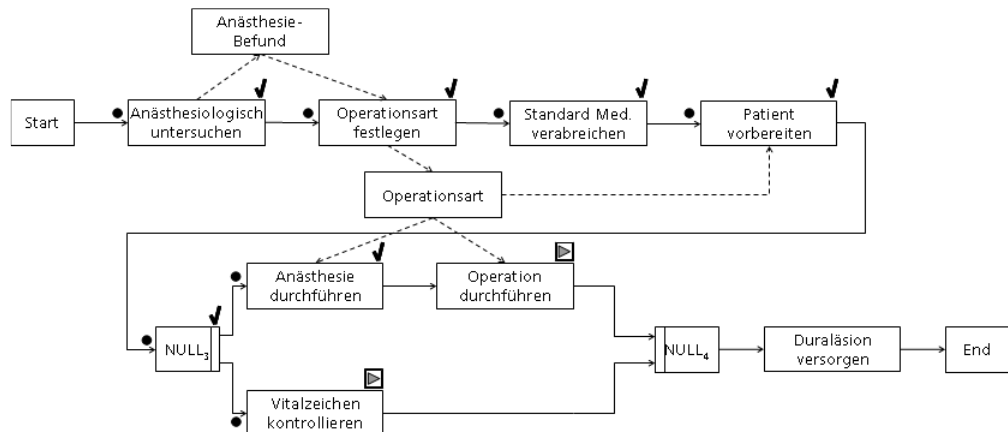 Anästhesie-
Befund
Start
Anästhesiologisch
untersuchen
Operationsart
festlegen
Standard Med.
verabreichen
Patient
vorbereiten
Operationsart
Anästhesie
durchführen
Operation
durchführen
NULL3
NULL4
Duraläsion
versorgen
End
Vitalzeichen
kontrollieren